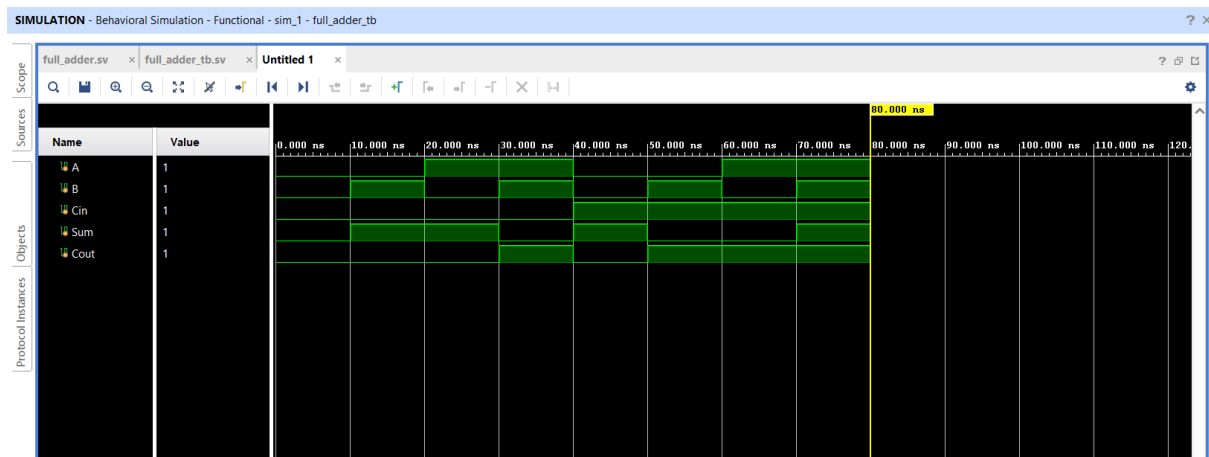 SIMULATION - Behavioral Simulation - Functional - sim_1 - full_adder_tb
? ×
Scope
Sources
Objects
Protocol Instances
full_adder.sv × full_adder_tb.sv × Untitled 1 ×
?
80.000 ns
Name Value
0.000 ns 10.000 ns 20.000 ns 30.000 ns 40.000 ns 50.000 ns 60.000 ns 70.000 ns 80.000 ns 90.000 ns 100.000 ns 110.000 ns 120.
A 1
B 1
Cin 1
Sum 1
Cout 1